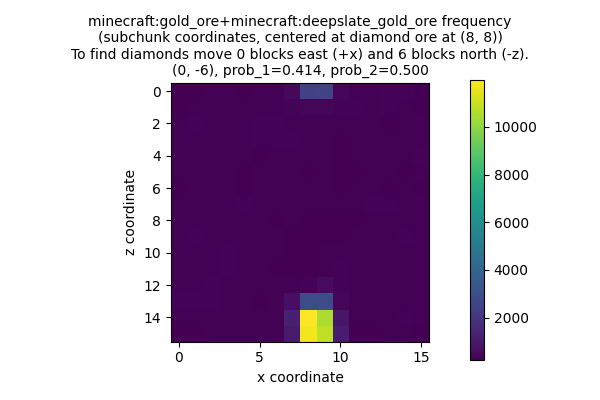 minecraft:gold_ore+minecraft:deepslate_gold_ore frequency
(subchunk coordinates, centered at diamond ore at (8, 8))
To find diamonds move 0 blocks east (+x) and 6 blocks north (-z).
(0, -6), prob_1=0.414, prob_2=0.500
0
2
4
6
8
10
12
14
z coordinate
0
5
10
15
x coordinate
10000
8000
6000
4000
2000